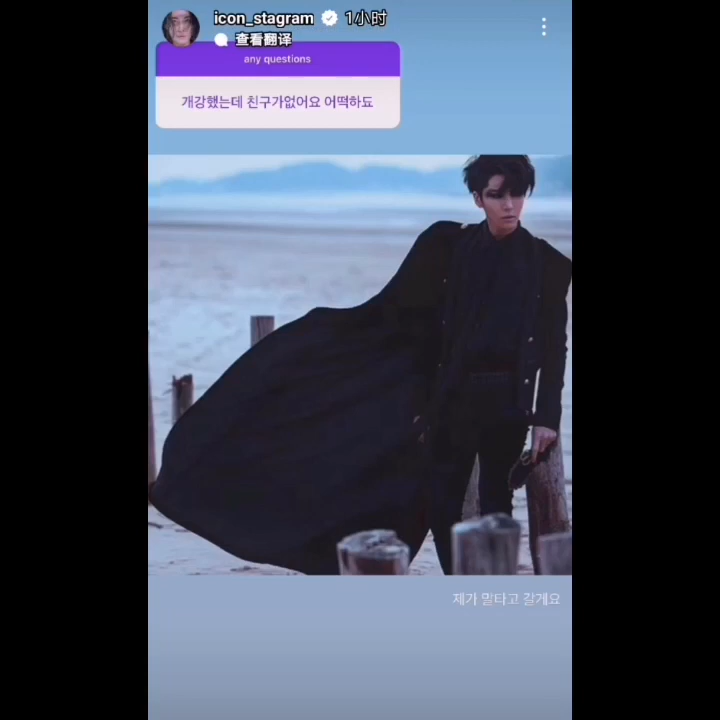 icon_stagram 1小时
查看翻译
any questions
개강했는데 친구가없어요 어떡하됴
제가 말타고 갈게요